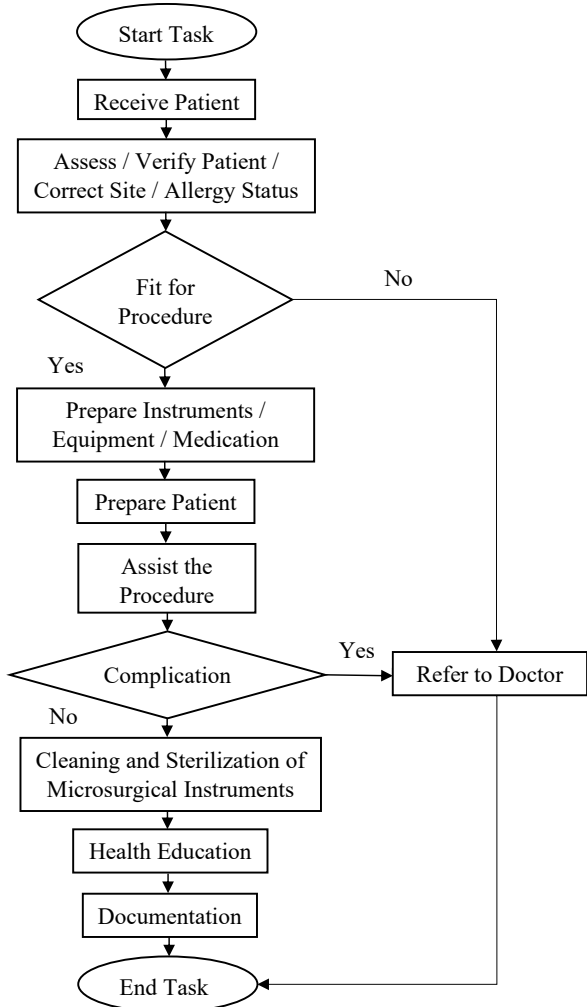 Start Task
Receive Patient
Assess / Verify Patient /
Correct Site / Allergy Status
Fit for
Procedure
No
Yes
Prepare Instruments /
Equipment / Medication
Prepare Patient
Assist the
Procedure
Complication
Yes
Refer to Doctor
No
Cleaning and Sterilization of
Microsurgical Instruments
Health Education
Documentation
End Task